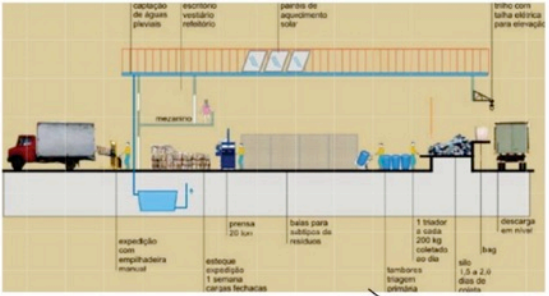 captação
de águas
pluviais
escritório
vestiário
refeitório
painéis de
aquecimento
solar
trilho com
talha elétrica
para elevação
mezanino
expedição
com
empilhadeira
manual
estoque
expedição
1 semana
cargas fechadas
prensa
20 ton
baias para
subtipos de
resíduos
tambores
triagem
primária
1 triador
a cada
200 kg
coletado
ao dia
silo
1,5 a 2,0
dias de
coleta
bag
descarga
em nível